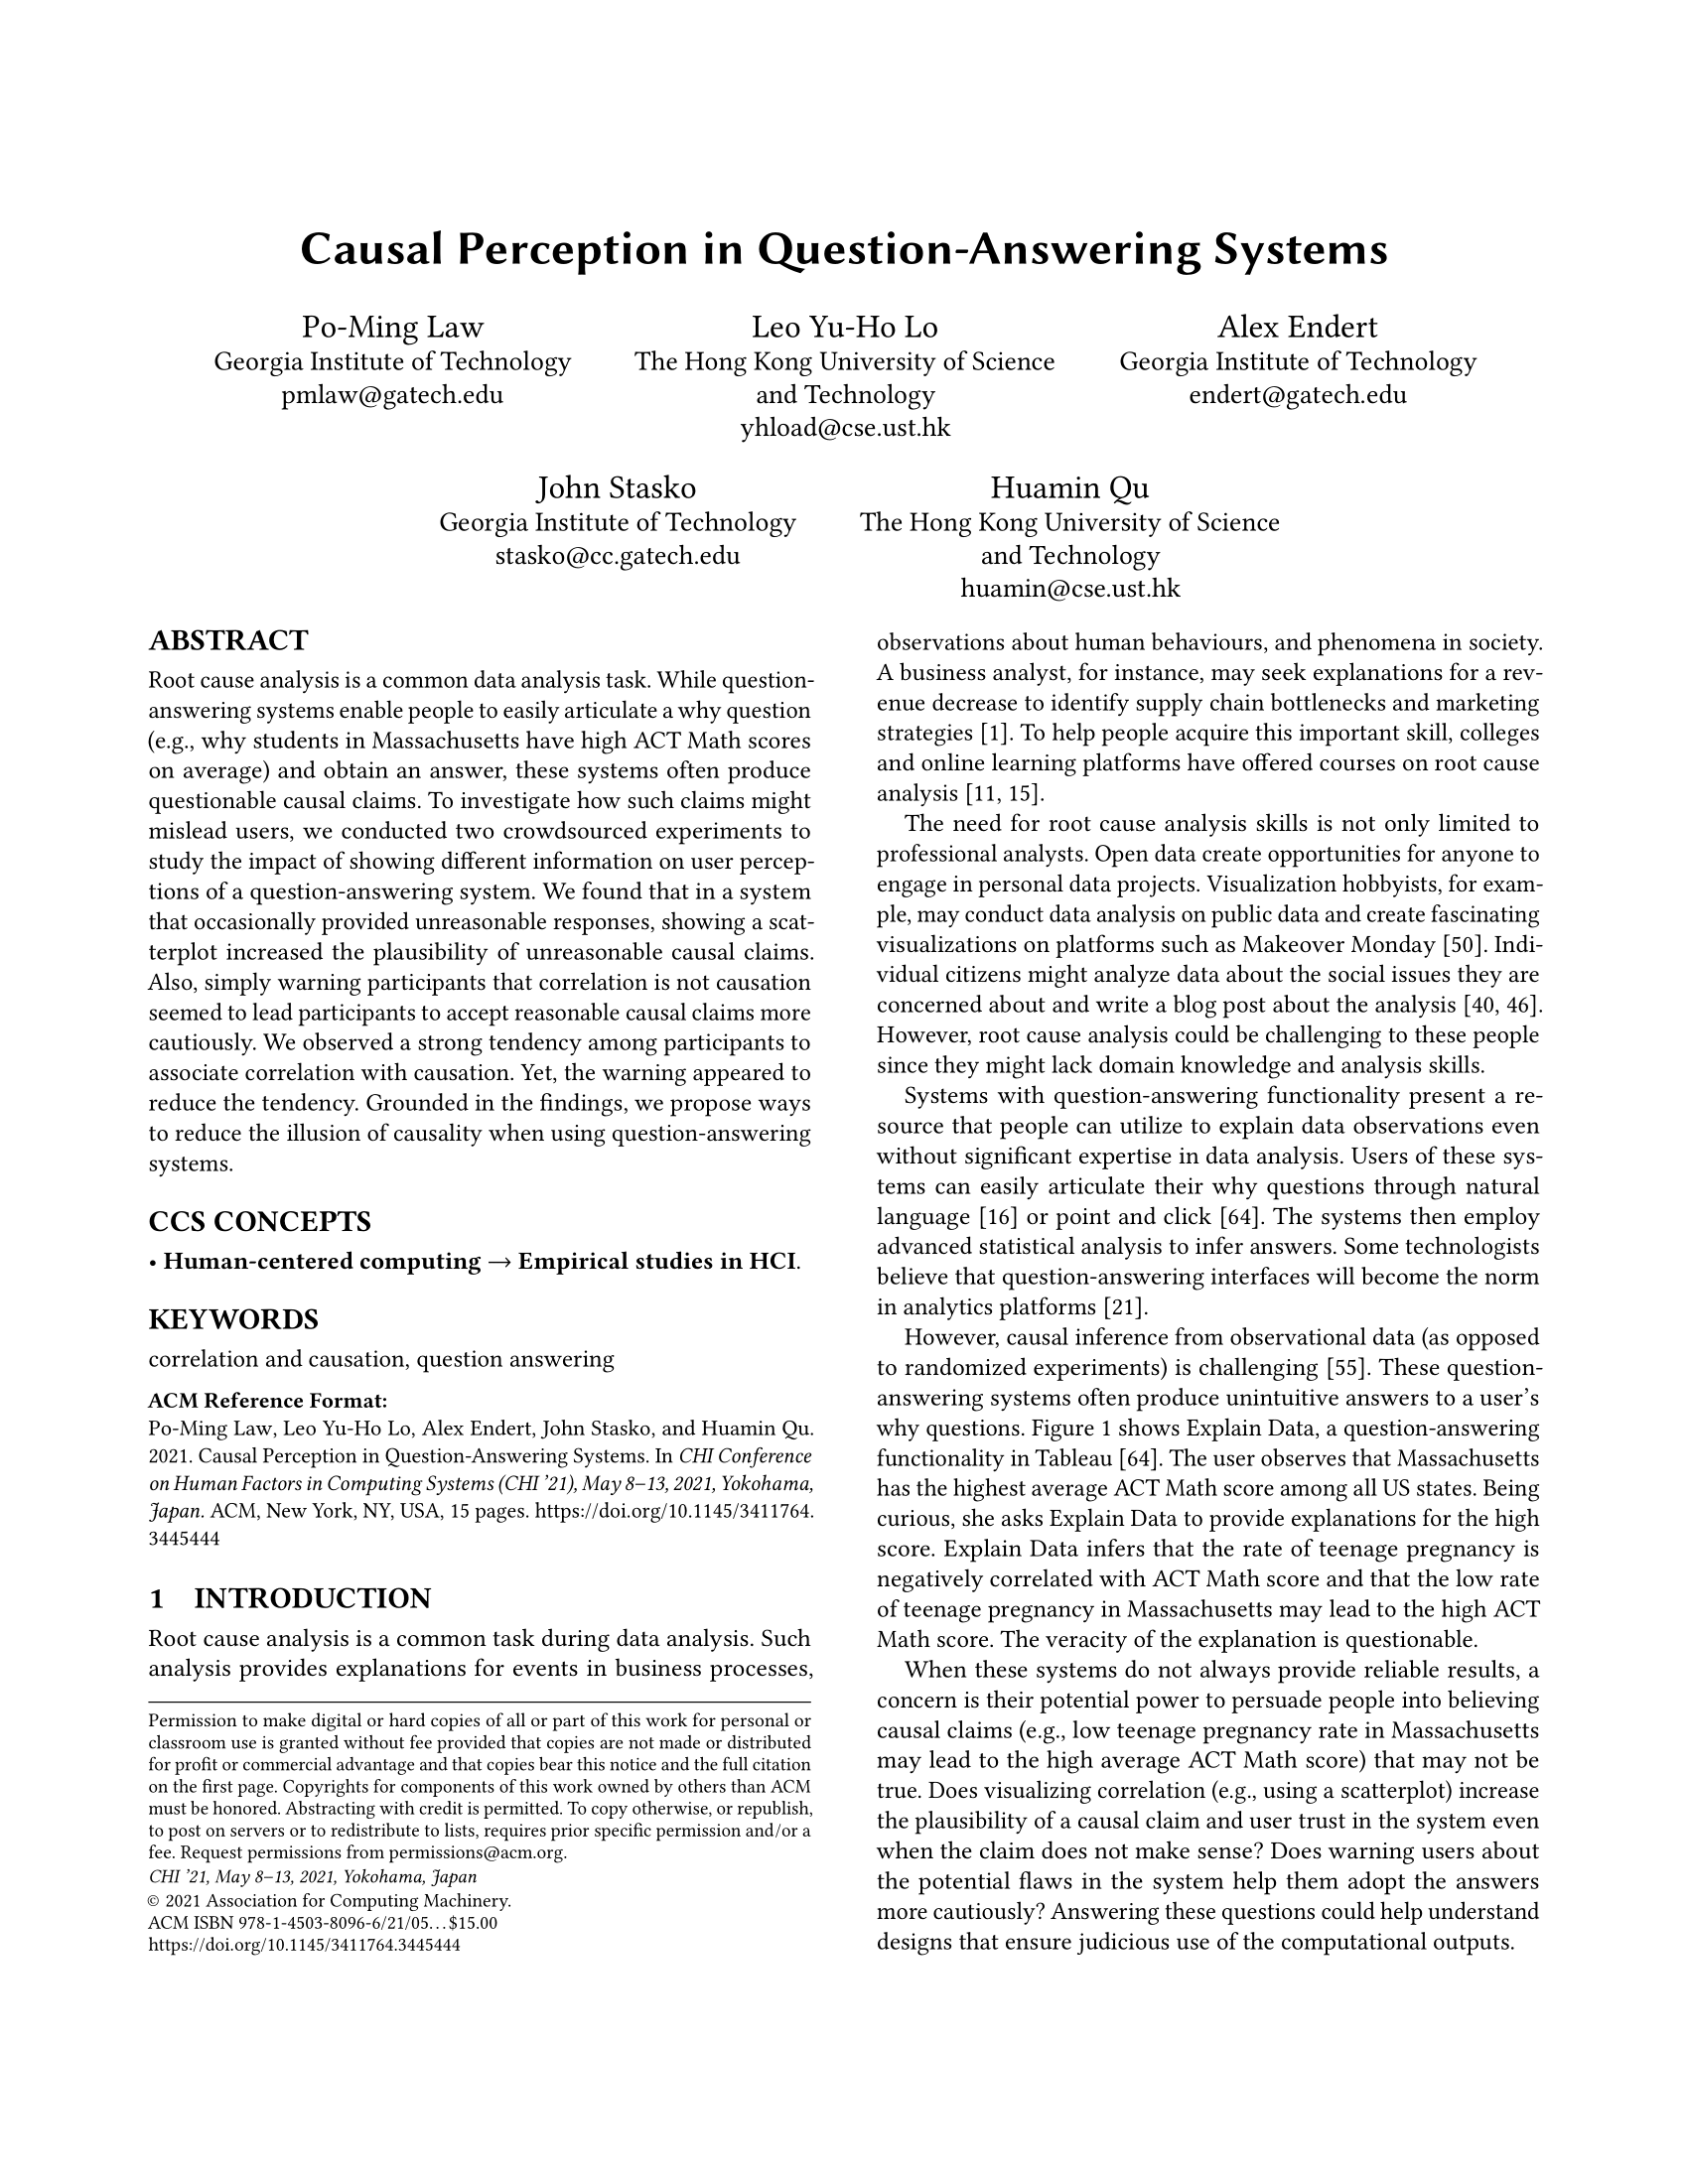 Causal Perception in Question-Answering Systems
Po-Ming Law
Georgia Institute of Technology
pmlaw@gatech.edu
Leo Yu-Ho Lo
The Hong Kong University of Science
and Technology
yhload@cse.ust.hk
Alex Endert
Georgia Institute of Technology
endert@gatech.edu
John Stasko
Georgia Institute of Technology
stasko@cc.gatech.edu
Huamin Qu
The Hong Kong University of Science
and Technology
huamin@cse.ust.hk
ABSTRACT
Root cause analysis is a common data analysis task. While question-
answering systems enable people to easily articulate a why question
(e.g., why students in Massachusetts have high ACT Math scores
on average) and obtain an answer, these systems often produce
questionable causal claims. To investigate how such claims might
mislead users, we conducted two crowdsourced experiments to
study the impact of showing different information on user percep-
tions of a question-answering system. We found that in a system
that occasionally provided unreasonable responses, showing a scat-
terplot increased the plausibility of unreasonable causal claims.
Also, simply warning participants that correlation is not causation
seemed to lead participants to accept reasonable causal claims more
cautiously. We observed a strong tendency among participants to
associate correlation with causation. Yet, the warning appeared to
reduce the tendency. Grounded in the findings, we propose ways
to reduce the illusion of causality when using question-answering
systems.
CCS CONCEPTS
• Human-centered computing → Empirical studies in HCI.
KEYWORDS
correlation and causation, question answering
ACM Reference Format:
Po-Ming Law, Leo Yu-Ho Lo, Alex Endert, John Stasko, and Huamin Qu.
2021. Causal Perception in Question-Answering Systems. In CHI Conference
on Human Factors in Computing Systems (CHI ’21), May 8–13, 2021, Yokohama,
Japan. ACM, New York, NY, USA, 15 pages. https://doi.org/10.1145/3411764.
3445444
1 INTRODUCTION
Root cause analysis is a common task during data analysis. Such
analysis provides explanations for events in business processes,
Permission to make digital or hard copies of all or part of this work for personal or
classroom use is granted without fee provided that copies are not made or distributed
for profit or commercial advantage and that copies bear this notice and the full citation
on the first page. Copyrights for components of this work owned by others than ACM
must be honored. Abstracting with credit is permitted. To copy otherwise, or republish,
to post on servers or to redistribute to lists, requires prior specific permission and/or a
fee. Request permissions from permissions@acm.org.
CHI ’21, May 8–13, 2021, Yokohama, Japan
© 2021 Association for Computing Machinery.
ACM ISBN 978-1-4503-8096-6/21/05…$15.00
https://doi.org/10.1145/3411764.3445444
observations about human behaviours, and phenomena in society.
A business analyst, for instance, may seek explanations for a rev-
enue decrease to identify supply chain bottlenecks and marketing
strategies [1]. To help people acquire this important skill, colleges
and online learning platforms have offered courses on root cause
analysis [11, 15].
The need for root cause analysis skills is not only limited to
professional analysts. Open data create opportunities for anyone to
engage in personal data projects. Visualization hobbyists, for exam-
ple, may conduct data analysis on public data and create fascinating
visualizations on platforms such as Makeover Monday [50]. Indi-
vidual citizens might analyze data about the social issues they are
concerned about and write a blog post about the analysis [40, 46].
However, root cause analysis could be challenging to these people
since they might lack domain knowledge and analysis skills.
Systems with question-answering functionality present a re-
source that people can utilize to explain data observations even
without significant expertise in data analysis. Users of these sys-
tems can easily articulate their why questions through natural
language [16] or point and click [64]. The systems then employ
advanced statistical analysis to infer answers. Some technologists
believe that question-answering interfaces will become the norm
in analytics platforms [21].
However, causal inference from observational data (as opposed
to randomized experiments) is challenging [55]. These question-
answering systems often produce unintuitive answers to a user’s
why questions. Figure 1 shows Explain Data, a question-answering
functionality in Tableau [64]. The user observes that Massachusetts
has the highest average ACT Math score among all US states. Being
curious, she asks Explain Data to provide explanations for the high
score. Explain Data infers that the rate of teenage pregnancy is
negatively correlated with ACT Math score and that the low rate
of teenage pregnancy in Massachusetts may lead to the high ACT
Math score. The veracity of the explanation is questionable.
When these systems do not always provide reliable results, a
concern is their potential power to persuade people into believing
causal claims (e.g., low teenage pregnancy rate in Massachusetts
may lead to the high average ACT Math score) that may not be
true. Does visualizing correlation (e.g., using a scatterplot) increase
the plausibility of a causal claim and user trust in the system even
when the claim does not make sense? Does warning users about
the potential flaws in the system help them adopt the answers
more cautiously? Answering these questions could help understand
designs that ensure judicious use of the computational outputs.